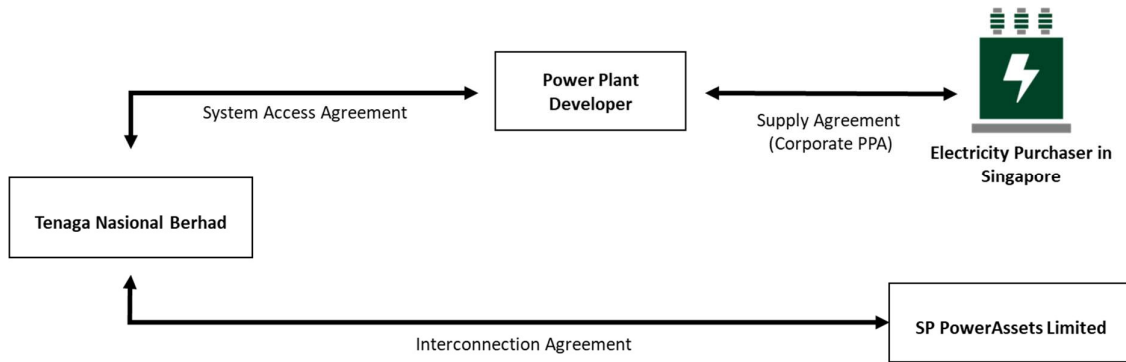 Power Plant
Developer
System Access Agreement
Supply Agreement
(Corporate PPA)
Electricity Purchaser in
Singapore
Tenaga Nasional Berhad
SP PowerAssets Limited
Interconnection Agreement